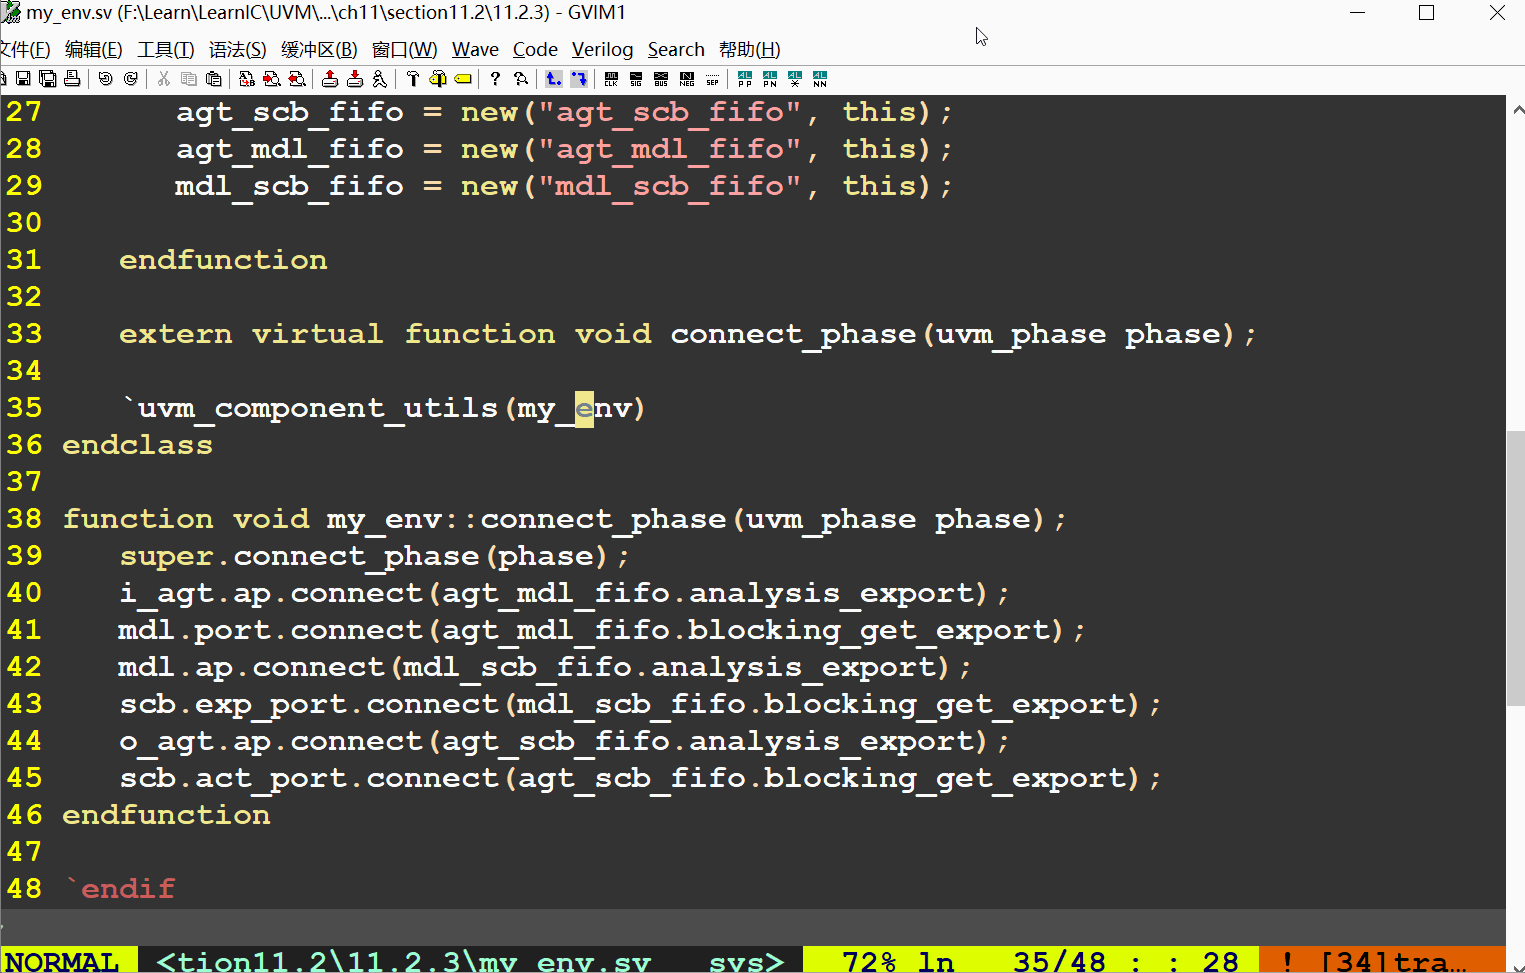 my_env.sv (F:\Learn\LearnIC\UVM\...\ch11\section11.2\11.2.3) - GVIM1
文件(F) 编辑(E) 工具(T) 语法(S) 缓冲区(B) 窗口(W) Wave Code Verilog Search 帮助(H)
CLK SIG BUS NEG SEP
27 agt_scb_fifo = new("agt_scb_fifo", this);
28 agt_mdl_fifo = new("agt_mdl_fifo", this);
29 mdl_scb_fifo = new("mdl_scb_fifo", this);
30
31 endfunction
32
33 extern virtual function void connect_phase(uvm_phase phase);
34
35 `uvm_component_utils(my_env)
36 endclass
37
38 function void my_env::connect_phase(uvm_phase phase);
39 super.connect_phase(phase);
40 i_agt.ap.connect(agt_mdl_fifo.analysis_export);
41 mdl.port.connect(agt_mdl_fifo.blocking_get_export);
42 mdl.ap.connect(mdl_scb_fifo.analysis_export);
43 scb.exp_port.connect(mdl_scb_fifo.blocking_get_export);
44 o_agt.ap.connect(agt_scb_fifo.analysis_export);
45 scb.act_port.connect(agt_scb_fifo.blocking_get_export);
46 endfunction
47
48 `endif
NORMAL <tion11.2\11.2.3\my_env.sv svs> 72% ln 35/48 : : 28 ! [34]tra…